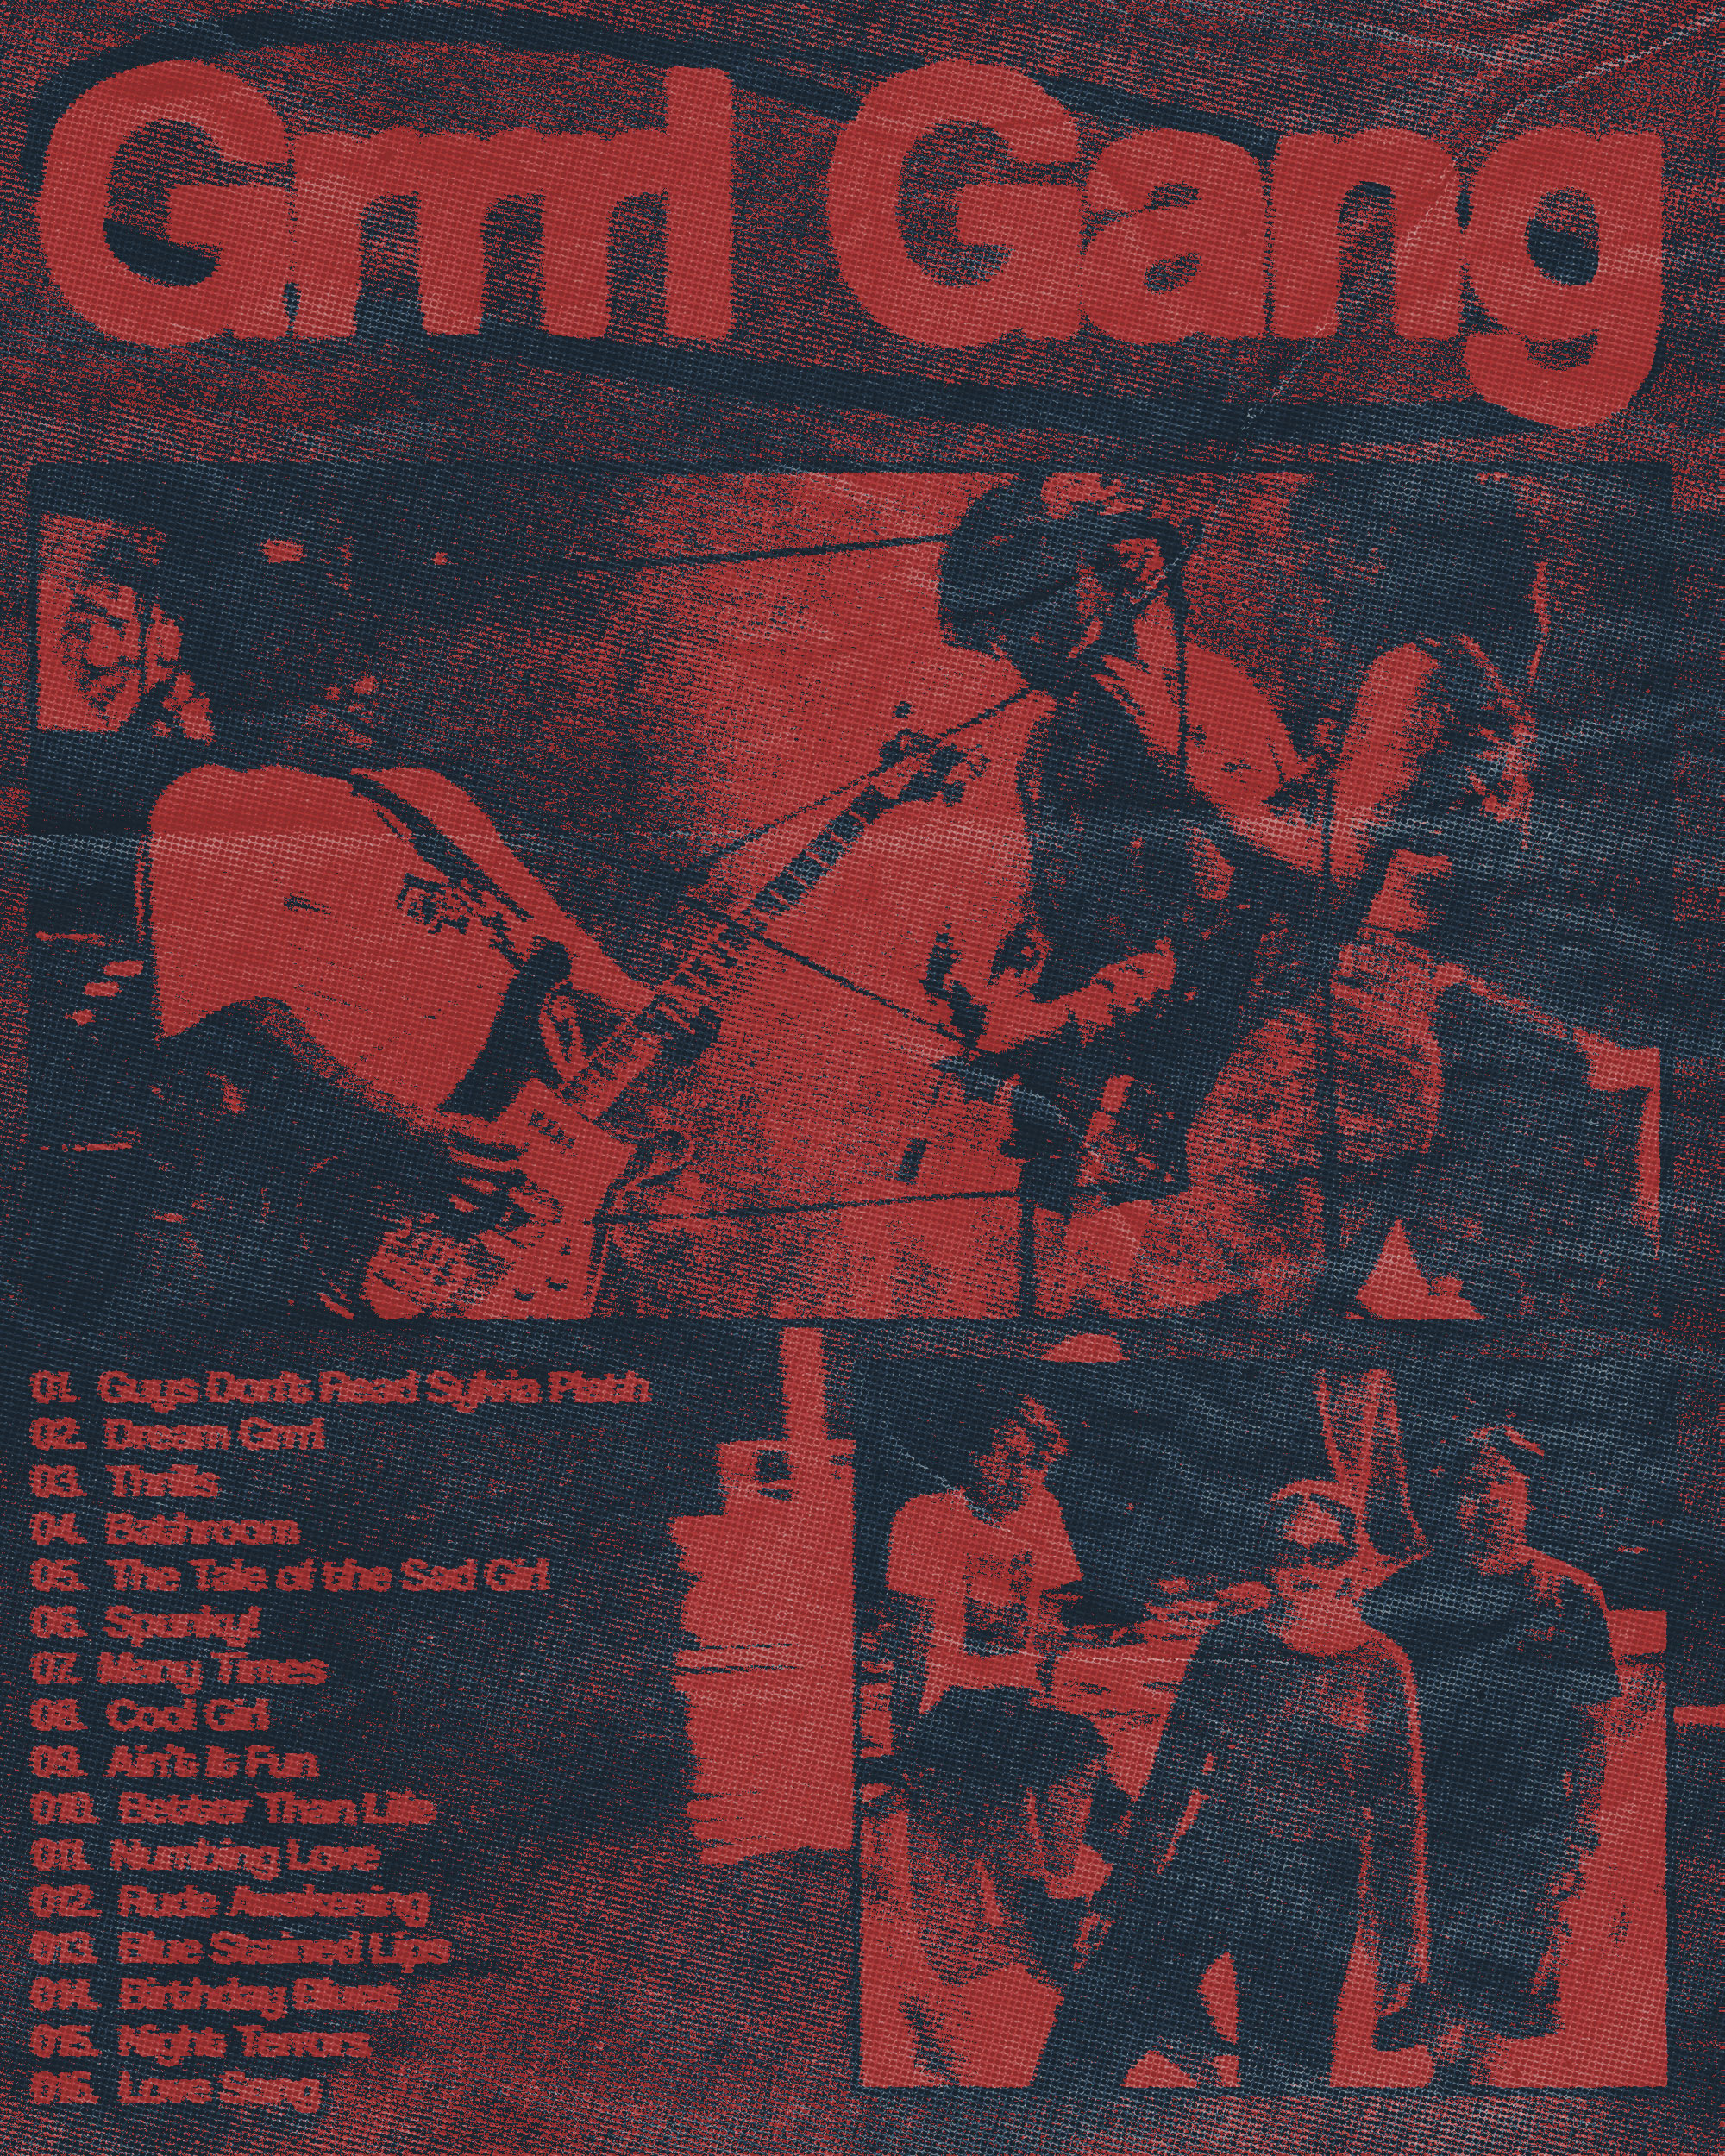 Grrrl Gang
01. Guys Don't Read Sylvia Plath
02. Dream Grrrl
03. Thrills
04. Bathroom
05. The Tale of the Sad Girl
06. Spunky!
07. Many Times
08. Cool Girl
09. Ain't It Fun
010. Better Than Life
011. Numbing Love
012. Rude Awakening
013. Blue Stained Lips
014. Birthday Blues
015. Night Terrors
016. Love Song